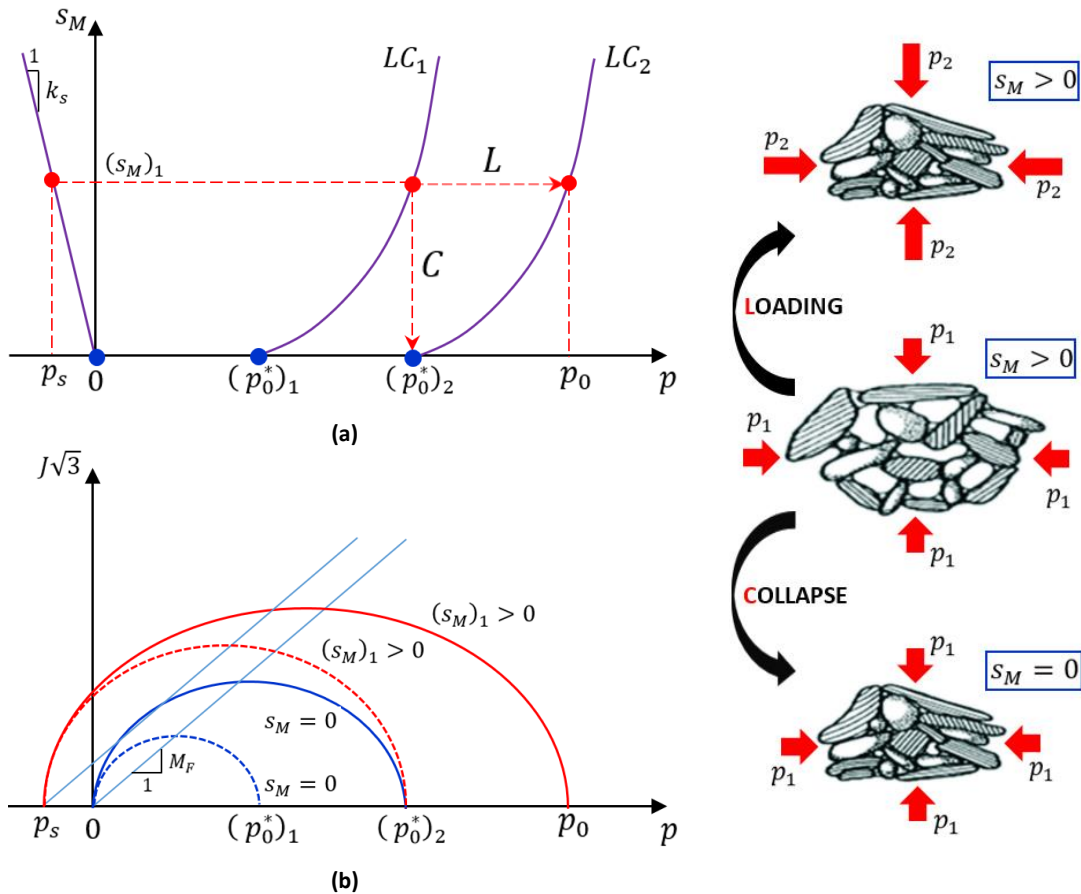 s_M
1
k_s
LC_1
LC_2
(s_M)_1
L
C
p_s
0
(p_0^*)_1
(p_0^*)_2
p_0
p
(a)
J√3
(s_M)_1 > 0
(s_M)_1 > 0
s_M = 0
s_M = 0
M_F
1
p_s
0
(p_0^*)_1
(p_0^*)_2
p_0
p
(b)
p_2
s_M > 0
p_2
p_2
p_2
LOADING
p_1
s_M > 0
p_1
p_1
p_1
COLLAPSE
p_1
s_M = 0
p_1
p_1
p_1